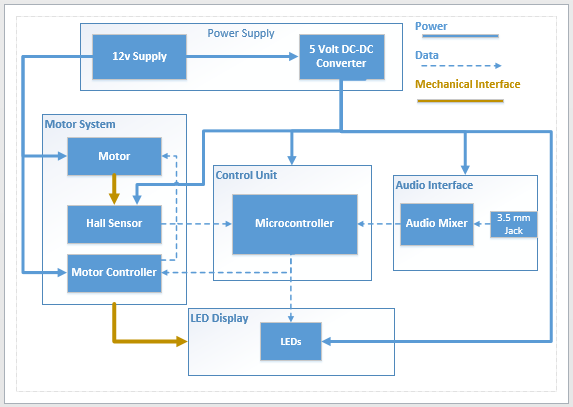 Power Supply
12v Supply
5 Volt DC-DC
Converter
Power
Data
Mechanical Interface
Motor System
Motor
Hall Sensor
Motor Controller
Control Unit
Microcontroller
Audio Interface
Audio Mixer
3.5 mm
Jack
LED Display
LEDs